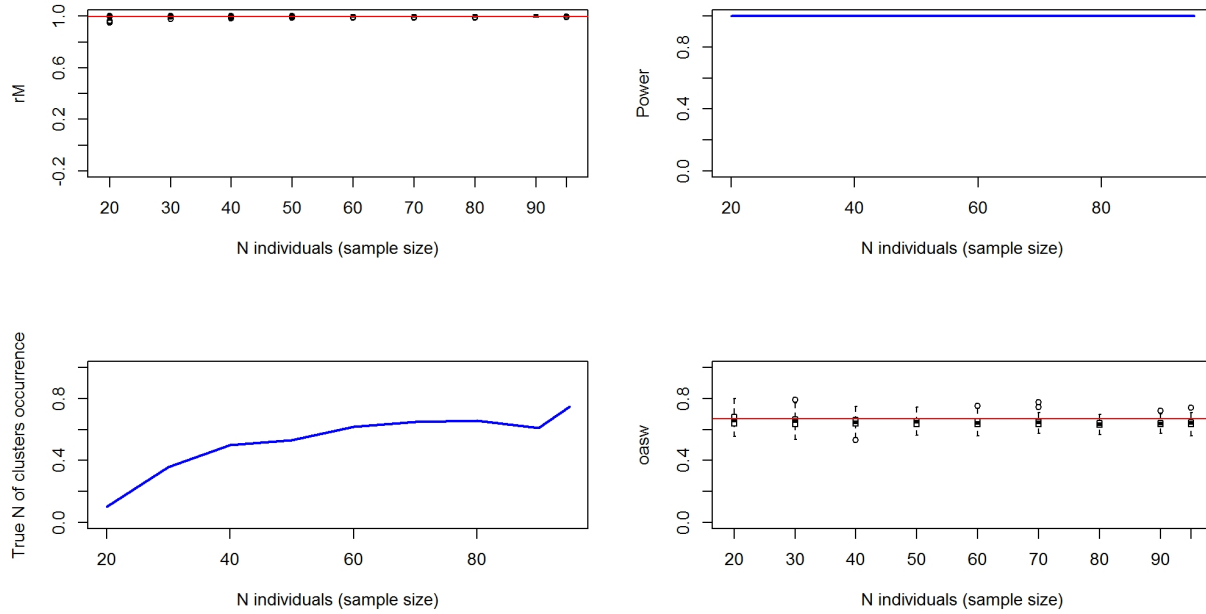 rM
-0.2 0.2 0.6 1.0
20 30 40 50 60 70 80 90
N individuals (sample size)
Power
0.0 0.4 0.8
20 40 60 80
N individuals (sample size)
True N of clusters occurrence
0.0 0.4 0.8
20 40 60 80
N individuals (sample size)
oasw
0.0 0.4 0.8
20 30 40 50 60 70 80 90
N individuals (sample size)